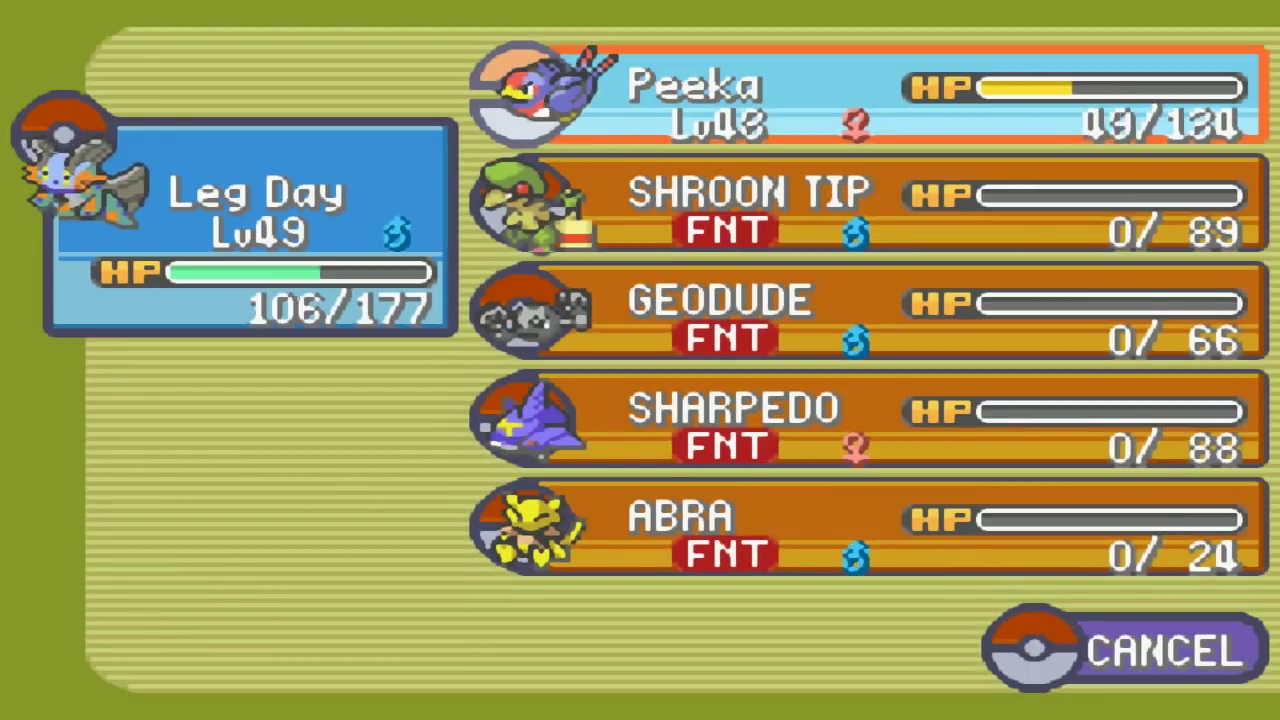 Leg Day
Lv49
HP
106/177
Peeka HP
Lv48 49/134
SHROON TIP HP
FNT 0/ 89
GEODUDE HP
FNT 0/ 66
SHARPEDO HP
FNT 0/ 88
ABRA HP
FNT 0/ 24
CANCEL